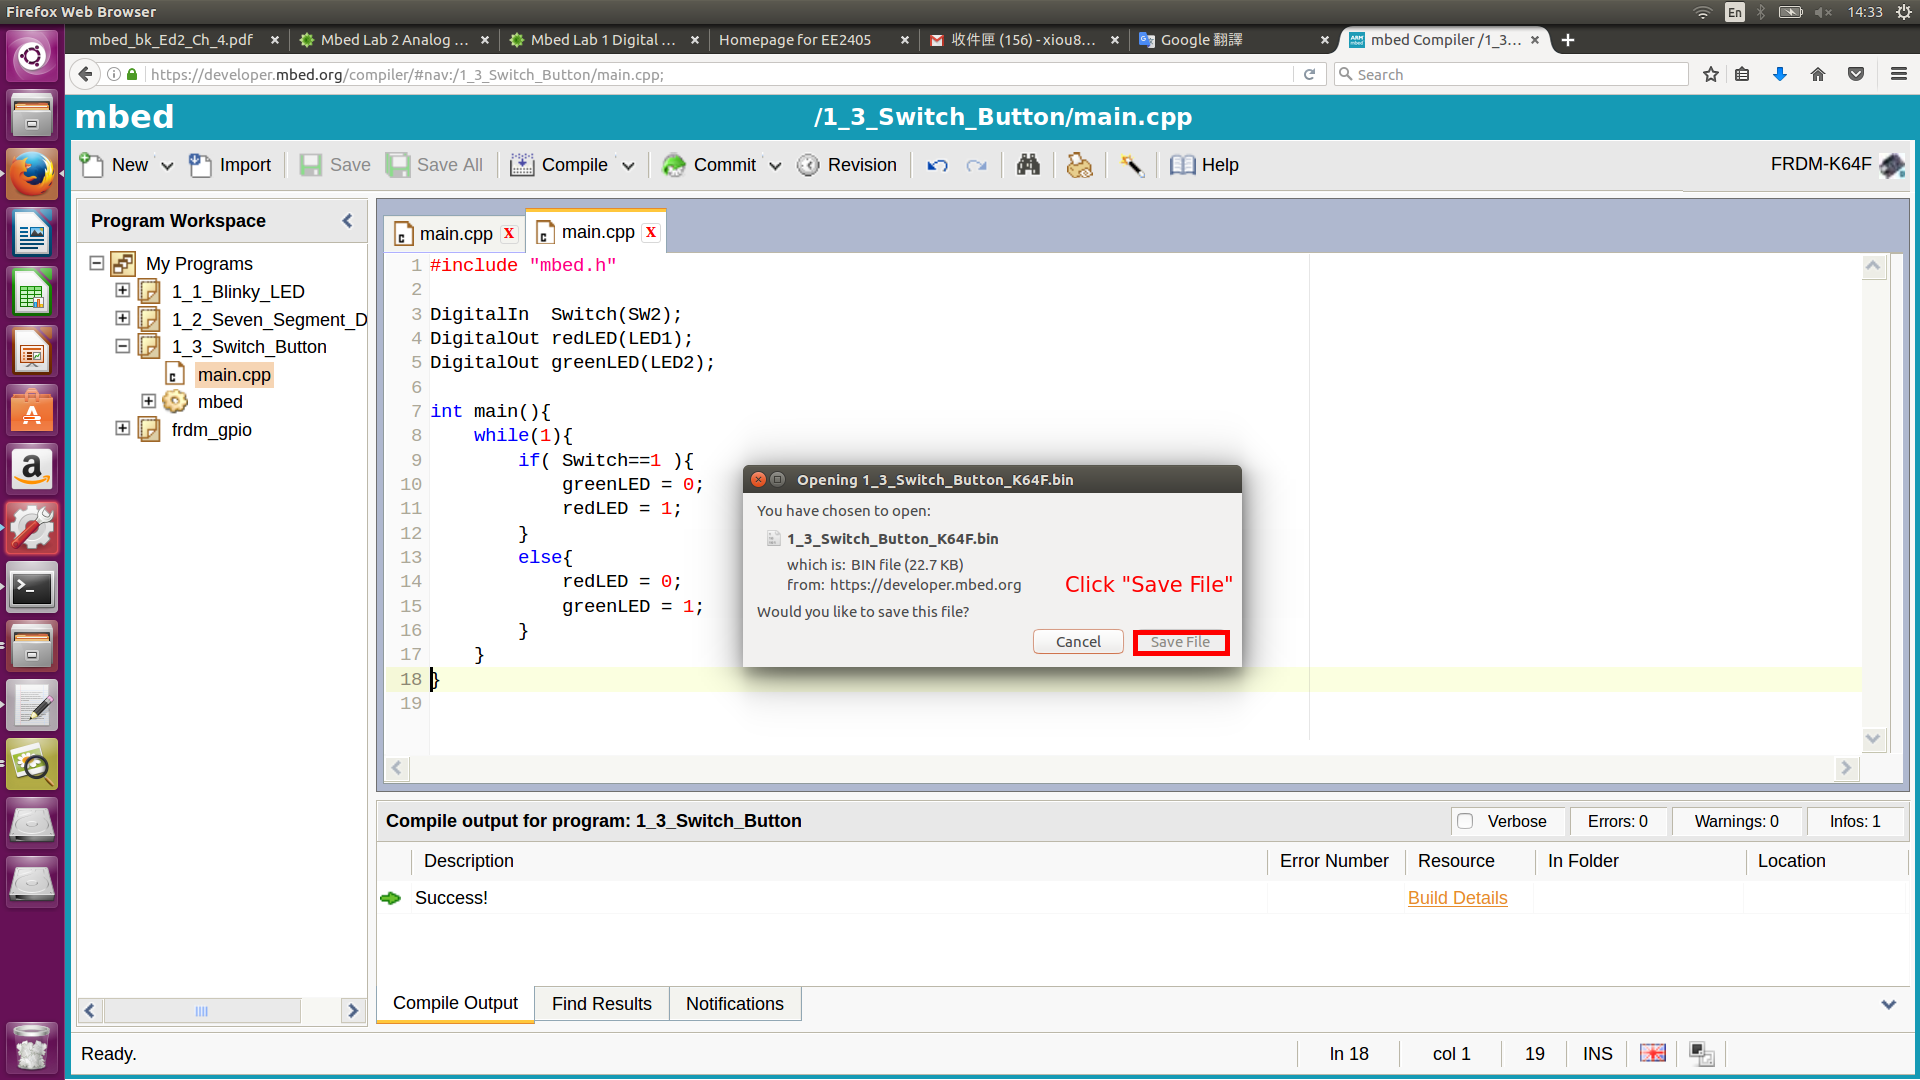 Firefox Web Browser
En
14:33
mbed_bk_Ed2_Ch_4.pdf
Mbed Lab 2 Analog ...
Mbed Lab 1 Digital ...
Homepage for EE2405
收件匣 (156) - xiou8...
Google 翻譯
mbed Compiler /1_3...
https://developer.mbed.org/compiler/#nav:/1_3_Switch_Button/main.cpp;
Search
mbed
/1_3_Switch_Button/main.cpp
New
Import
Save
Save All
Compile
Commit
Revision
Help
FRDM-K64F
Program Workspace
My Programs
1_1_Blinky_LED
1_2_Seven_Segment_D
1_3_Switch_Button
main.cpp
mbed
frdm_gpio
main.cpp x
main.cpp x
1 #include "mbed.h"
2
3 DigitalIn  Switch(SW2);
4 DigitalOut redLED(LED1);
5 DigitalOut greenLED(LED2);
6
7 int main(){
8     while(1){
9         if( Switch==1 ){
10             greenLED = 0;
11             redLED = 1;
12         }
13         else{
14             redLED = 0;
15             greenLED = 1;
16         }
17     }
18 }
19
Opening 1_3_Switch_Button_K64F.bin
You have chosen to open:
1_3_Switch_Button_K64F.bin
which is: BIN file (22.7 KB)
from: https://developer.mbed.org
Click "Save File"
Would you like to save this file?
Cancel
Save File
Compile output for program: 1_3_Switch_Button
Verbose
Errors: 0
Warnings: 0
Infos: 1
Description
Error Number
Resource
In Folder
Location
Success!
Build Details
Compile Output
Find Results
Notifications
Ready.
ln 18
col 1
19
INS